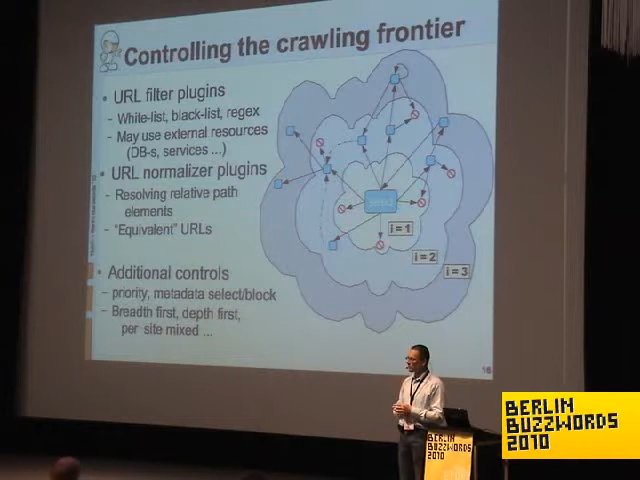 Controlling the crawling frontier
• URL filter plugins
– White-list, black-list, regex
– May use external resources
(DB-s, services ...)
• URL normalizer plugins
– Resolving relative path
elements
– "Equivalent" URLs
• Additional controls
– priority, metadata select/block
– Breadth first, depth first,
per site mixed ...
seed
i = 1
i = 2
i = 3
16
BERLIN
BUZZWORDS
2010
BERLIN
BUZZWORDS
2010